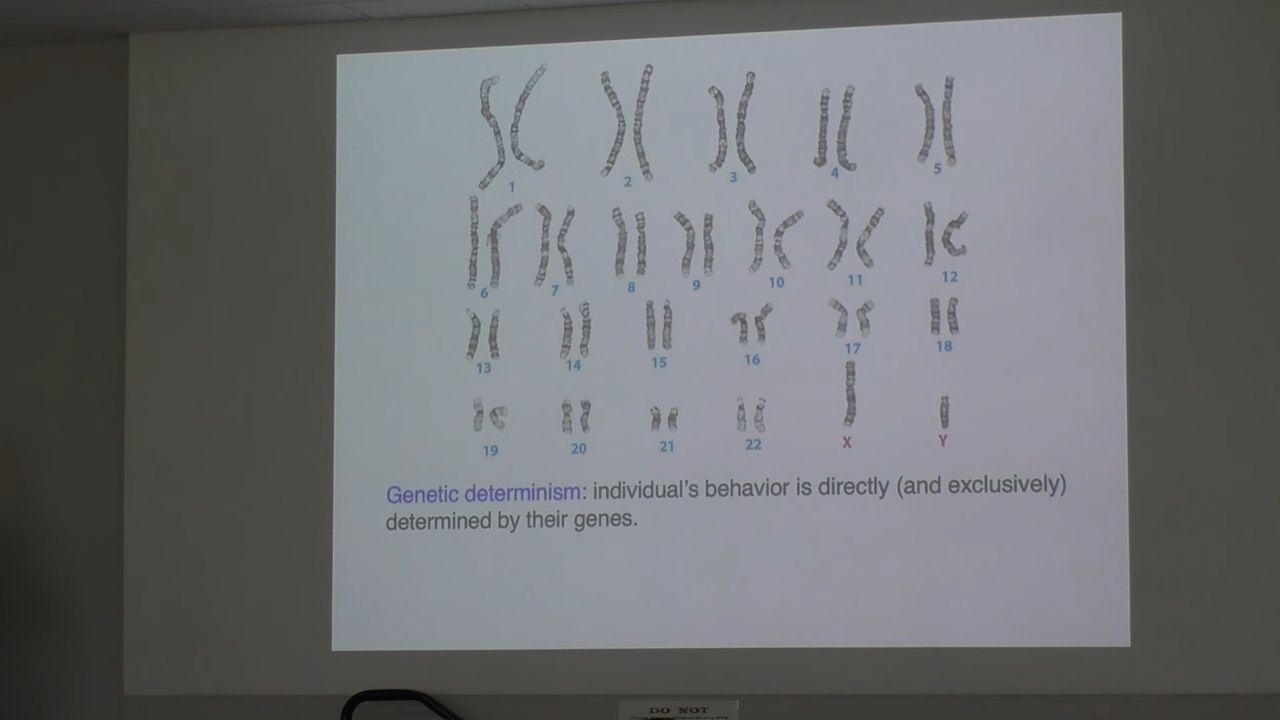 1 2 3 4 5
6 7 8 9 10 11 12
13 14 15 16 17 18
19 20 21 22 X Y
Genetic determinism: individual's behavior is directly (and exclusively)
determined by their genes.
DO NOT